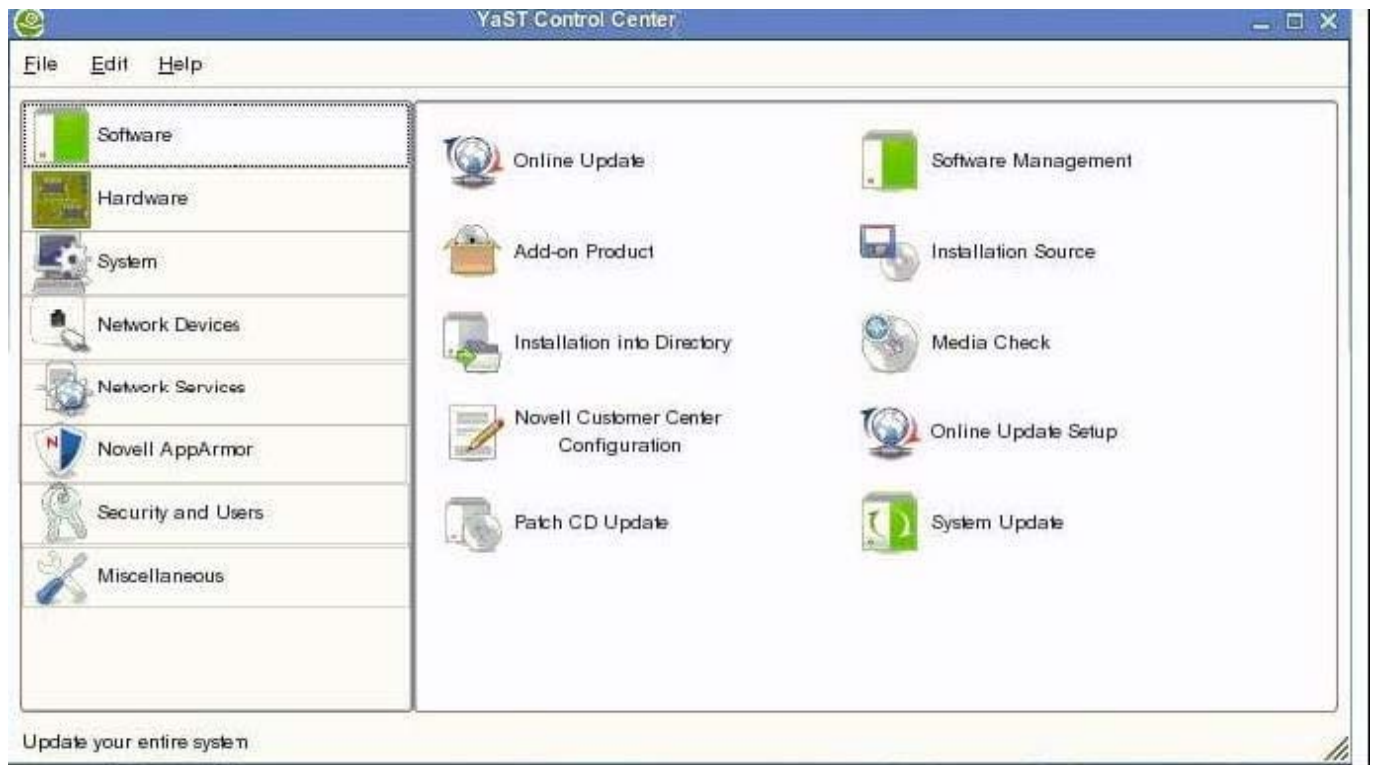 YaST Control Center
File Edit Help
Software
Hardware
System
Network Devices
Network Services
N
Novell AppArmor
Security and Users
Miscellaneous
Online Update
Software Management
Add-on Product
Installation Source
Installation into Directory
Media Check
Novell Customer Center
Configuration
Online Update Setup
Patch CD Update
System Update
Update your entire system